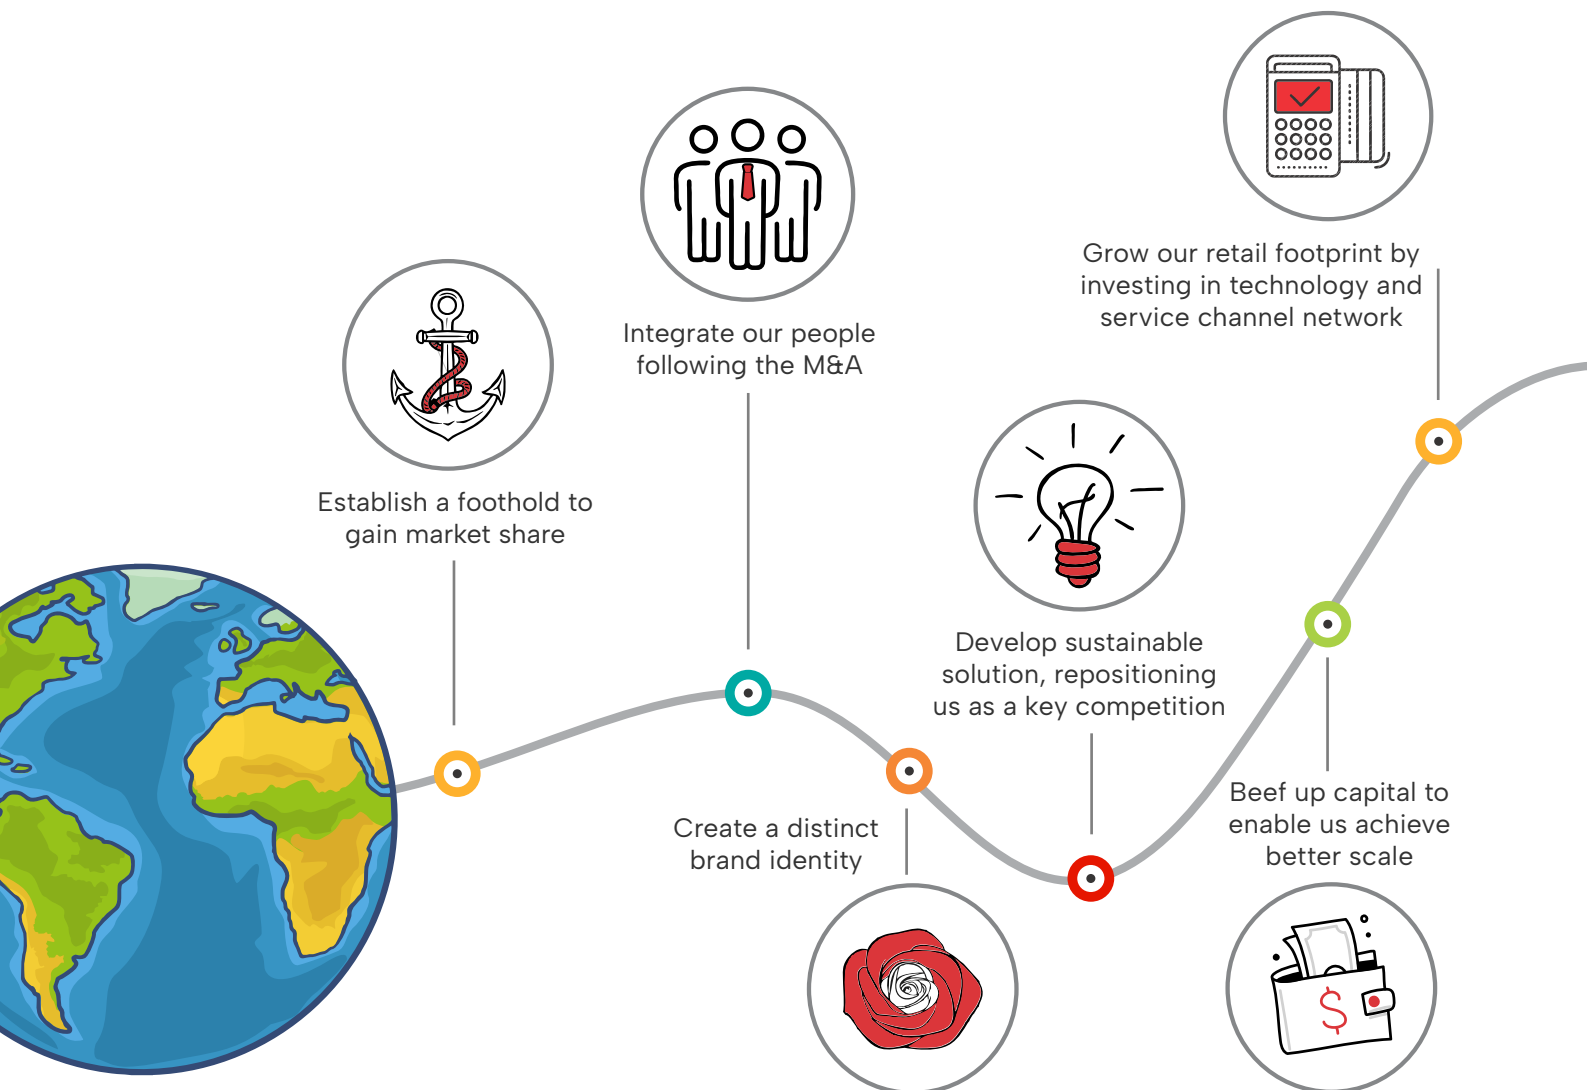 Establish a foothold to
gain market share
Integrate our people
following the M&A
Create a distinct
brand identity
Develop sustainable
solution, repositioning
us as a key competition
Beef up capital to
enable us achieve
better scale
Grow our retail footprint by
investing in technology and
service channel network
$